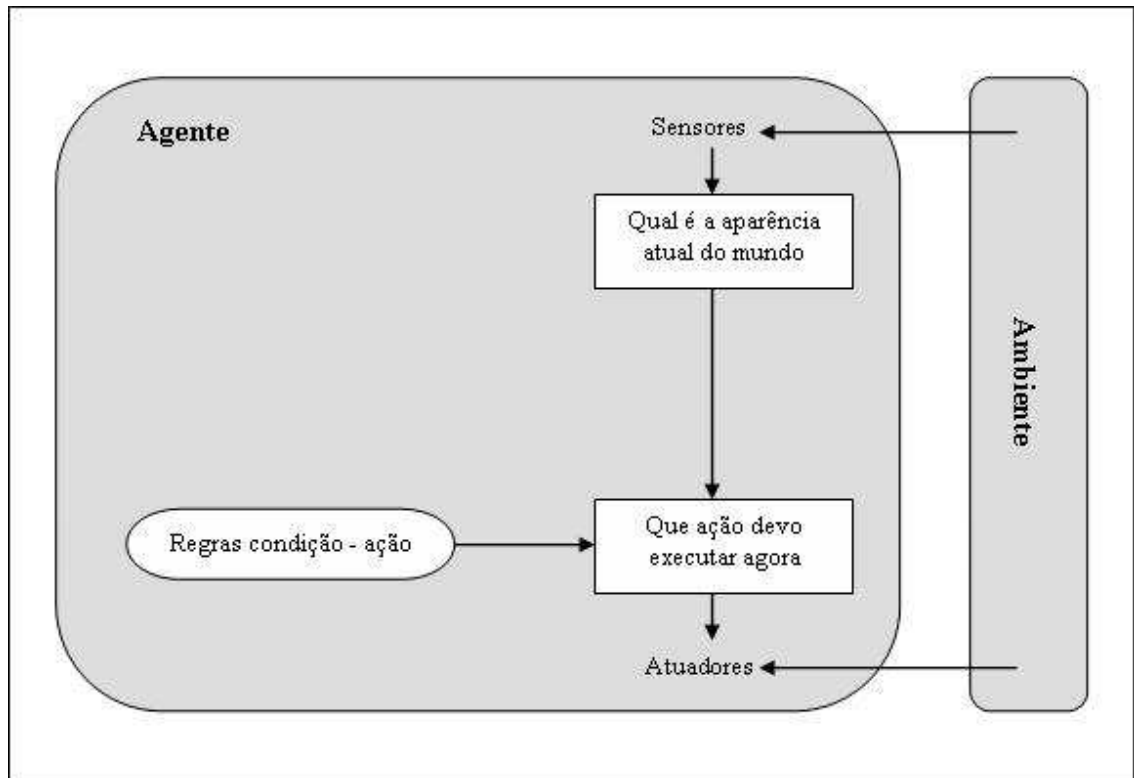 Agente
Sensores
Qual é a aparência
atual do mundo
Ambiente
Regras condição - ação
Que ação devo
executar agora
Atuadores